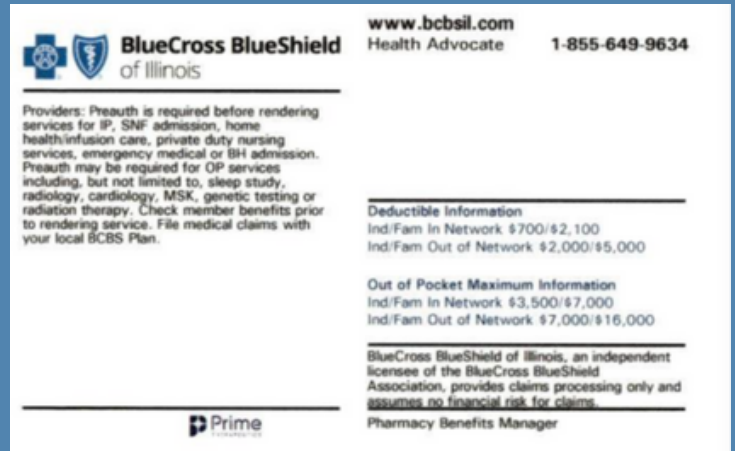 BlueCross BlueShield
of Illinois
Providers: Preauth is required before rendering
services for IP, SNF admission, home
health/infusion care, private duty nursing
services, emergency medical or BH admission.
Preauth may be required for OP services
including, but not limited to, sleep study,
radiology, cardiology, MSK, genetic testing or
radiation therapy. Check member benefits prior
to rendering service. File medical claims with
your local BCBS Plan.
Prime
THERAPEUTICS
www.bcbsil.com
Health Advocate 1-855-649-9634
Deductible Information
Ind/Fam In Network $700/$2,100
Ind/Fam Out of Network $2,000/$5,000
Out of Pocket Maximum Information
Ind/Fam In Network $3,500/$7,000
Ind/Fam Out of Network $7,000/$16,000
BlueCross BlueShield of Illinois, an independent
licensee of the BlueCross BlueShield
Association, provides claims processing only and
assumes no financial risk for claims.
Pharmacy Benefits Manager